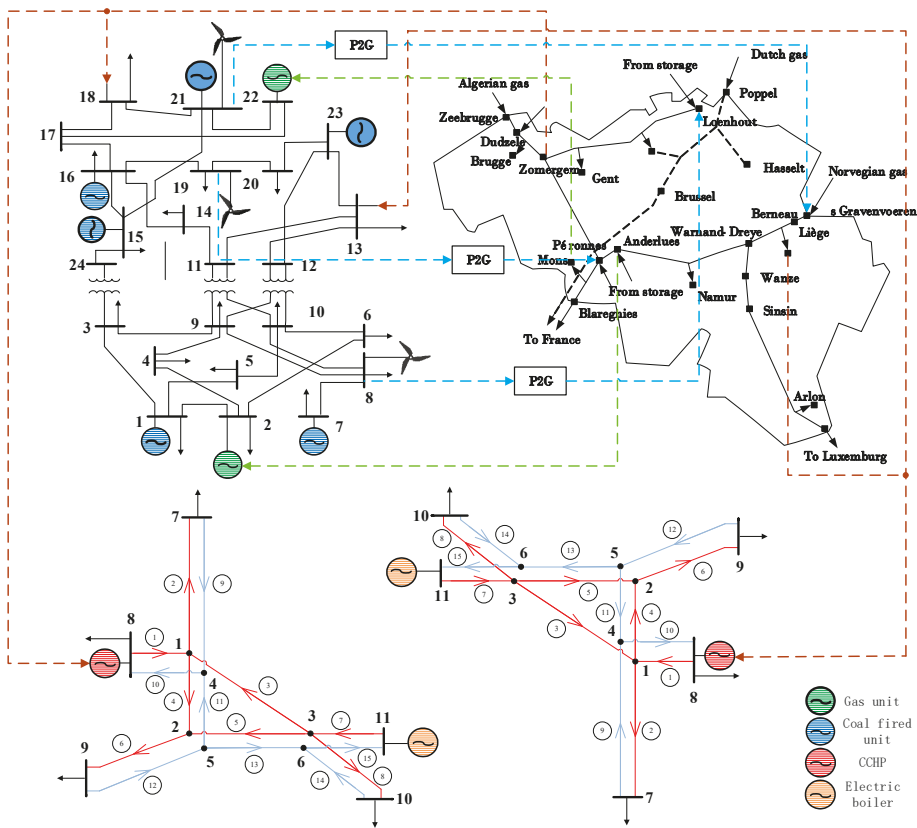 P2G
Dutch gas
From storage
Algerian gas
Poppel
18
21
22
Zeebrugge
Loenhout
23
17
Dudzele
Brugge
Zomergem
Gent
Hasselt
Norvegian gas
16
19
20
Brussel
14
15
13
Berneau
s Gravenvoeren
Liège
Warnand-Dreye
Péronnes
Anderlues
24
11
12
P2G
Mons
Wanze
From storage
Namur
Blaregnies
Sinsin
3
9
10
6
To France
4
5
8
P2G
Arlon
1
2
7
To Luxemburg
7
10
8
14
12
6
5
9
15
13
2
9
11
7
3
5
2
6
11
4
8
1
1
3
4
10
10
4
3
1
1
8
4
11
2
5
3
7
11
9
2
9
6
5
13
6
15
8
12
14
10
7
Gas unit
Coal fired
unit
CCHP
Electric
boiler